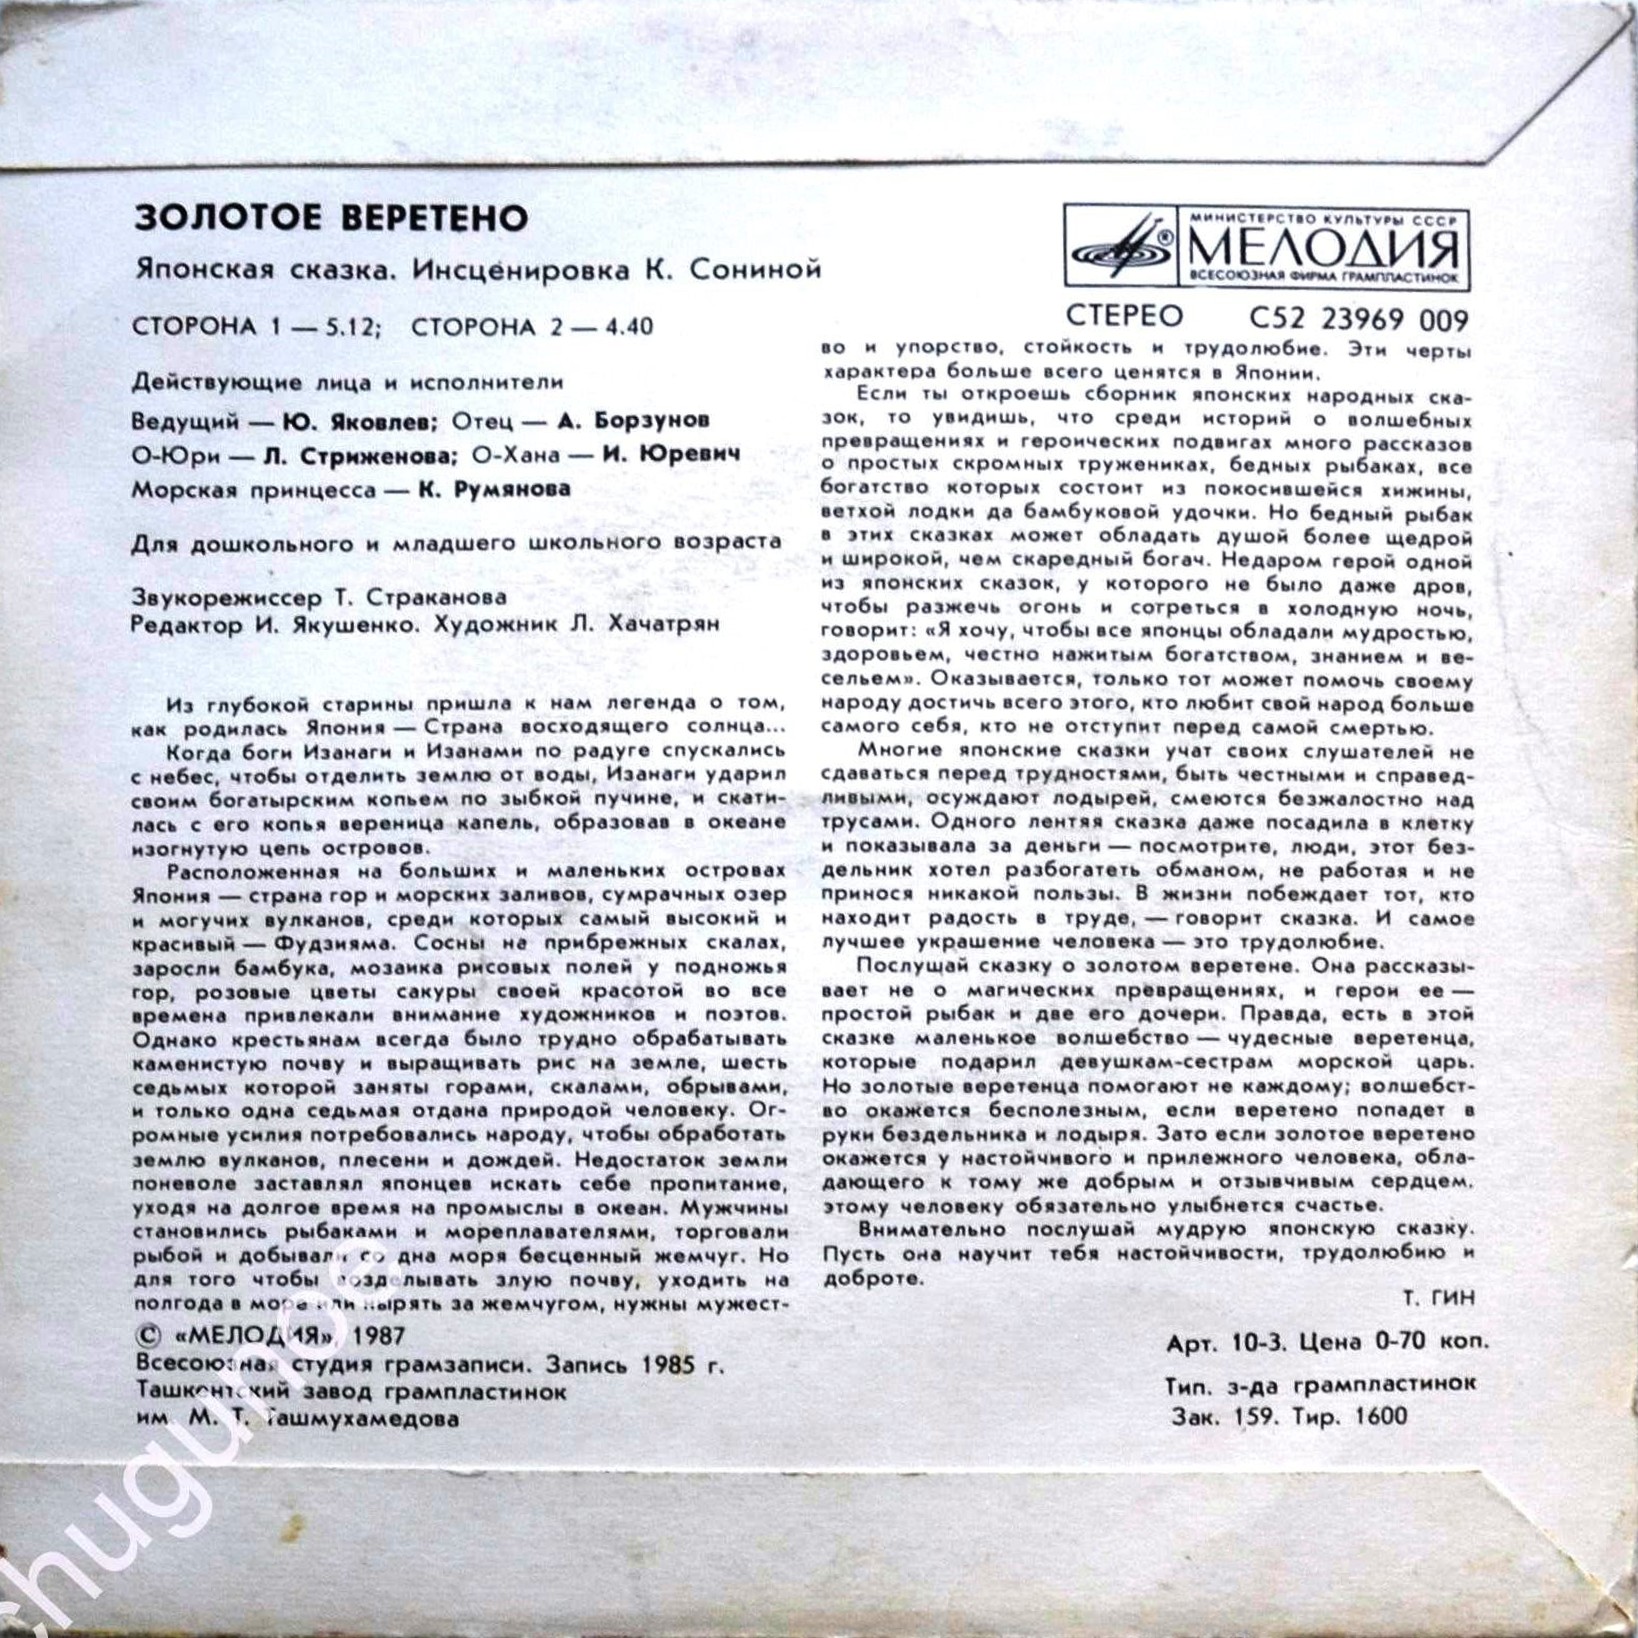 ЗОЛОТОЕ ВЕРЕТЕНО
Японская сказка. Инсценировка К. Сониной
СТОРОНА 1 — 5.12; СТОРОНА 2 — 4.40
Действующие лица и исполнители
Ведущий — Ю. Яковлев; Отец — А. Борзунов
О-Юри — Л. Стриженова; О-Хана — И. Юревич
Морская принцесса — К. Румянова
Для дошкольного и младшего школьного возраста
Звукорежиссер Т. Страканова
Редактор И. Якушенко. Художник Л. Хачатрян
Из глубокой старины пришла к нам легенда о том,
как родилась Япония — Страна восходящего солнца...
Когда боги Изанаги и Изанами по радуге спускались
с небес, чтобы отделить землю от воды, Изанаги ударил
своим богатырским копьем по зыбкой пучине, и скати-
лась с его копья вереница капель, образовав в океане
изогнутую цепь островов.
Расположенная на больших и маленьких островах
Япония — страна гор и морских заливов, сумрачных озер
и могучих вулканов, среди которых самый высокий и
красивый — Фудзияма. Сосны на прибрежных скалах,
заросли бамбука, мозаика рисовых полей у подножья
гор, розовые цветы сакуры своей красотой во все
времена привлекали внимание художников и поэтов.
Однако крестьянам всегда было трудно обрабатывать
каменистую почву и выращивать рис на земле, шесть
седьмых которой заняты горами, скалами, обрывами,
и только одна седьмая отдана природой человеку. Ог-
ромные усилия потребовались народу, чтобы обработать
землю вулканов, плесени и дождей. Недостаток земли
поневоле заставлял японцев искать себе пропитание,
уходя на долгое время на промыслы в океан. Мужчины
становились рыбаками и мореплавателями, торговали
рыбой и добывали со дна моря бесценный жемчуг. Но
для того чтобы возделывать злую почву, уходить на
полгода в море или нырять за жемчугом, нужны мужест-
© «МЕЛОДИЯ», 1987
Всесоюзная студия грамзаписи. Запись 1985 г.
Ташкентский завод грампластинок
им. М. Т. Ташмухамедова
МИНИСТЕРСТВО КУЛЬТУРЫ СССР
МЕЛОДИЯ
ВСЕСОЮЗНАЯ ФИРМА ГРАМПЛАСТИНОК
®
СТЕРЕО С52 23969 009
во и упорство, стойкость и трудолюбие. Эти черты
характера больше всего ценятся в Японии.
Если ты откроешь сборник японских народных ска-
зок, то увидишь, что среди историй о волшебных
превращениях и героических подвигах много рассказов
о простых скромных тружениках, бедных рыбаках, все
богатство которых состоит из покосившейся хижины,
ветхой лодки да бамбуковой удочки. Но бедный рыбак
в этих сказках может обладать душой более щедрой
и широкой, чем скаредный богач. Недаром герой одной
из японских сказок, у которого не было даже дров,
чтобы разжечь огонь и согреться в холодную ночь,
говорит: «Я хочу, чтобы все японцы обладали мудростью,
здоровьем, честно нажитым богатством, знанием и ве-
сельем». Оказывается, только тот может помочь своему
народу достичь всего этого, кто любит свой народ больше
самого себя, кто не отступит перед самой смертью.
Многие японские сказки учат своих слушателей не
сдаваться перед трудностями, быть честными и справед-
ливыми, осуждают лодырей, смеются безжалостно над
трусами. Одного лентяя сказка даже посадила в клетку
и показывала за деньги — посмотрите, люди, этот без-
дельник хотел разбогатеть обманом, не работая и не
принося никакой пользы. В жизни побеждает тот, кто
находит радость в труде, — говорит сказка. И самое
лучшее украшение человека — это трудолюбие.
Послушай сказку о золотом веретене. Она рассказы-
вает не о магических превращениях, и герои ее —
простой рыбак и две его дочери. Правда, есть в этой
сказке маленькое волшебство — чудесные веретенца,
которые подарил девушкам-сестрам морской царь.
Но золотые веретенца помогают не каждому; волшебст-
во окажется бесполезным, если веретено попадет в
руки бездельника и лодыря. Зато если золотое веретено
окажется у настойчивого и прилежного человека, обла-
дающего к тому же добрым и отзывчивым сердцем,
этому человеку обязательно улыбнется счастье.
Внимательно послушай мудрую японскую сказку.
Пусть она научит тебя настойчивости, трудолюбию и
доброте.
Т. ГИН
Арт. 10-3. Цена 0-70 коп.
Тип. з-да грампластинок
Зак. 159. Тир. 1600